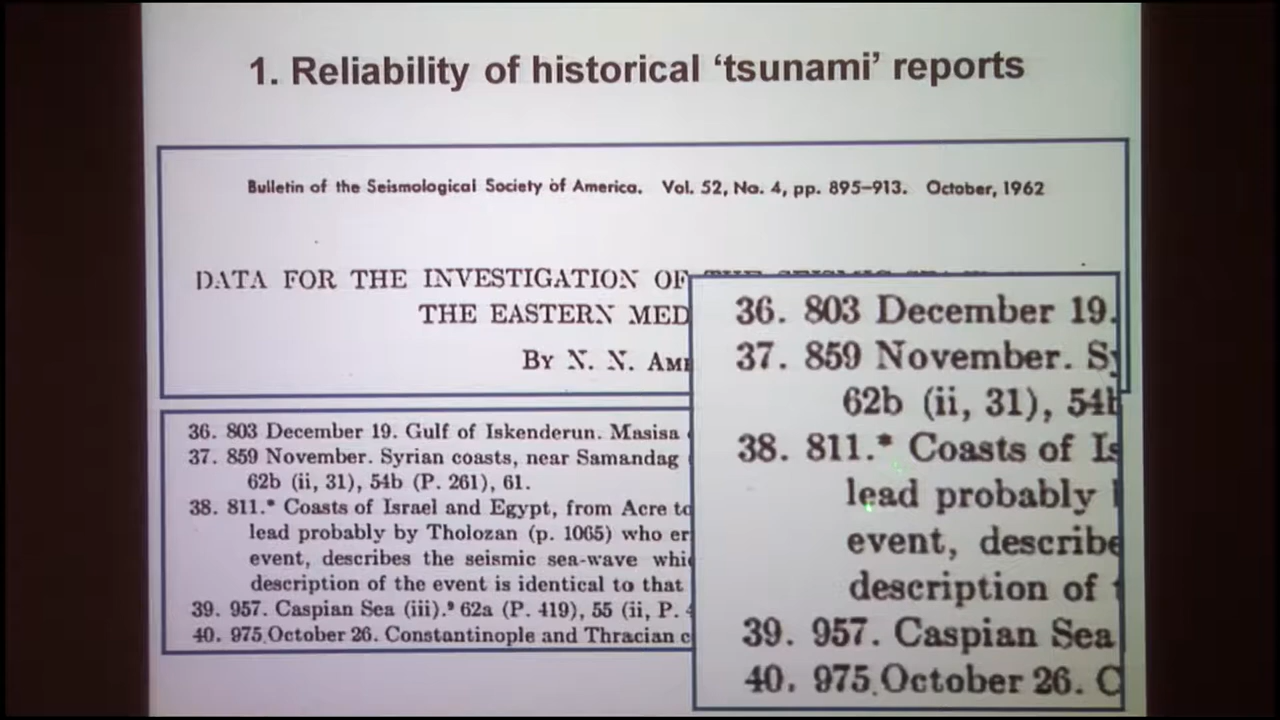 1. Reliability of historical ‘tsunami’ reports
Bulletin of the Seismological Society of America. Vol. 52, No. 4, pp. 895–913. October, 1962
DATA FOR THE INVESTIGATION OF
THE EASTERN MED
By N. N. Am
36. 803 December 19. Gulf of Iskenderun. Masisa
37. 859 November. Syrian coasts, near Samandag
62b (ii, 31), 54b (P. 261), 61.
38. 811.* Coasts of Israel and Egypt, from Acre to
lead probably by Tholozan (p. 1065) who er
event, describes the seismic sea-wave whi
description of the event is identical to that
39. 957. Caspian Sea (iii).⁹ 62a (P. 419), 55 (ii, P.
40. 975 October 26. Constantinople and Thracian c
36. 803 December 19.
37. 859 November. Sy
62b (ii, 31), 54b
38. 811.* Coasts of Is
lead probably
event, describe
description of
39. 957. Caspian Sea
40. 975 October 26. C